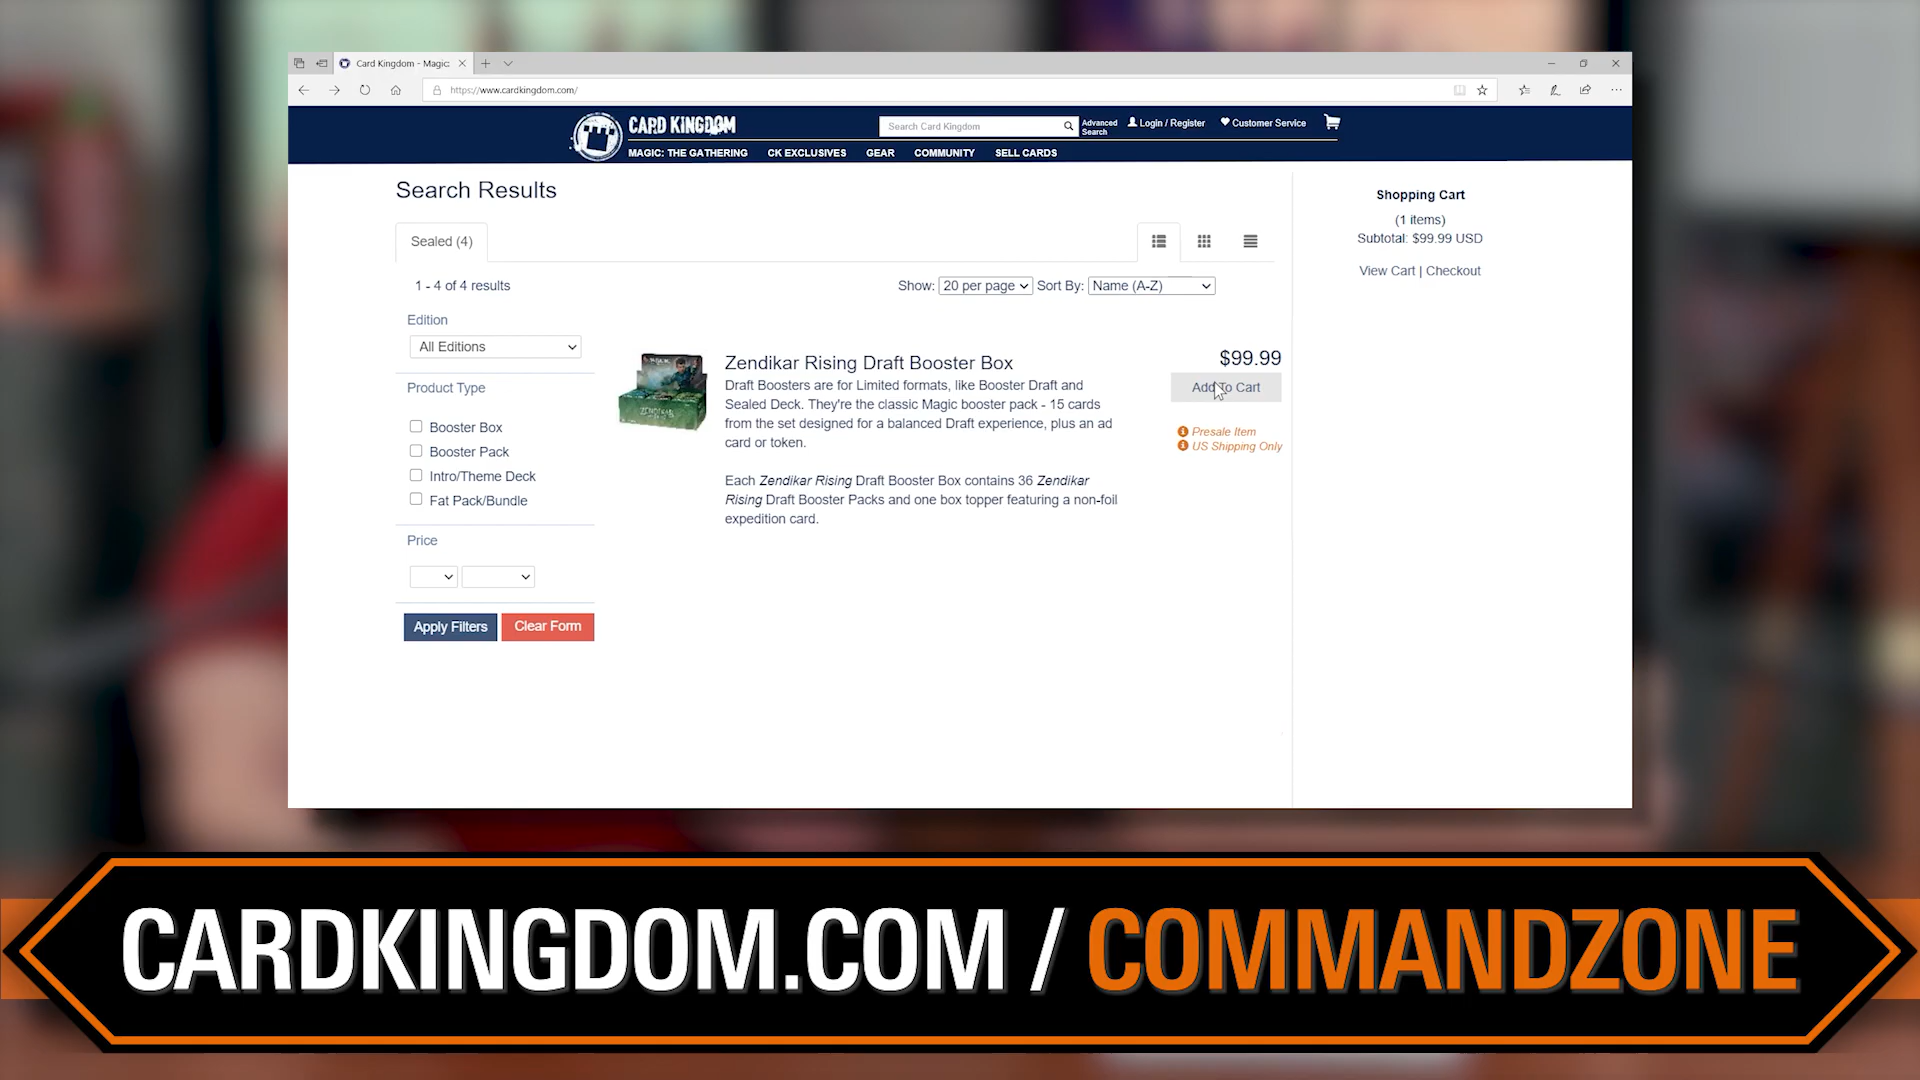 Card Kingdom - Magic:
https://www.cardkingdom.com/
CARD KINGDOM
Search Card Kingdom
Advanced
Search
Login / Register
Customer Service
MAGIC: THE GATHERING
CK EXCLUSIVES
GEAR
COMMUNITY
SELL CARDS
Search Results
Sealed (4)
1 - 4 of 4 results
Show: 20 per page Sort By: Name (A-Z)
Edition
All Editions
Product Type
Booster Box
Booster Pack
Intro/Theme Deck
Fat Pack/Bundle
Price
Apply Filters
Clear Form
ZENDIKAR
Zendikar Rising Draft Booster Box
Draft Boosters are for Limited formats, like Booster Draft and
Sealed Deck. They're the classic Magic booster pack - 15 cards
from the set designed for a balanced Draft experience, plus an ad
card or token.
Each Zendikar Rising Draft Booster Box contains 36 Zendikar
Rising Draft Booster Packs and one box topper featuring a non-foil
expedition card.
$99.99
Add To Cart
Presale Item
US Shipping Only
Shopping Cart
(1 items)
Subtotal: $99.99 USD
View Cart | Checkout
CARDKINGDOM.COM / COMMANDZONE